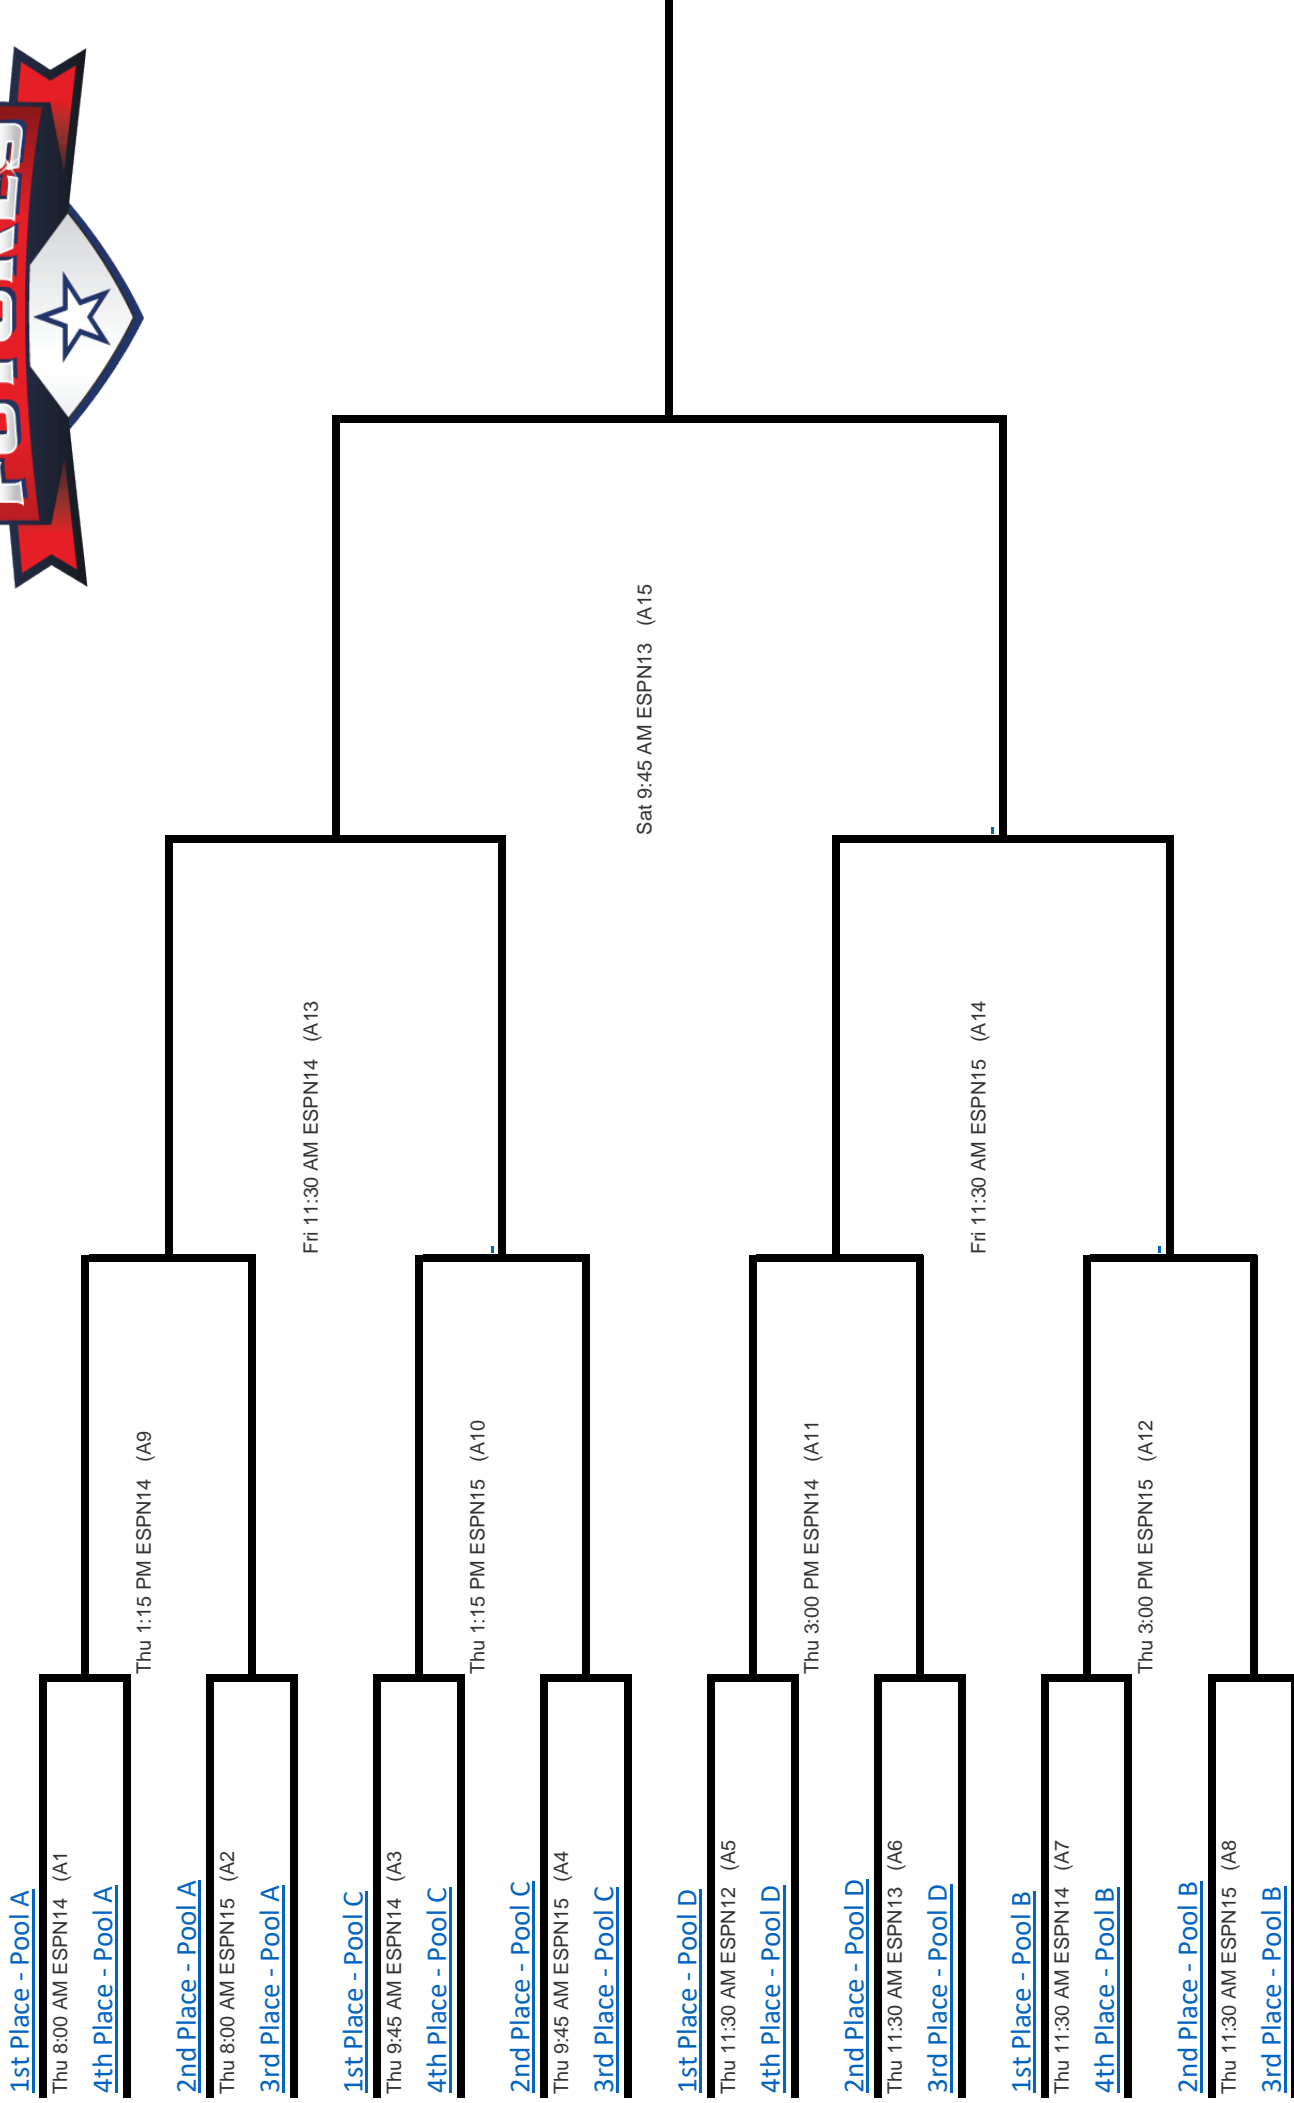 1st Place - Pool A
Thu 8:00 AM ESPN14 (A1
4th Place - Pool A
Thu 1:15 PM ESPN14 (A9
2nd Place - Pool A
Thu 8:00 AM ESPN15 (A2
3rd Place - Pool A
Fri 11:30 AM ESPN14 (A13
1st Place - Pool C
Thu 9:45 AM ESPN14 (A3
4th Place - Pool C
Thu 1:15 PM ESPN15 (A10
2nd Place - Pool C
Thu 9:45 AM ESPN15 (A4
3rd Place - Pool C
Sat 9:45 AM ESPN13 (A15
1st Place - Pool D
Thu 11:30 AM ESPN12 (A5
4th Place - Pool D
Thu 3:00 PM ESPN14 (A11
2nd Place - Pool D
Thu 11:30 AM ESPN13 (A6
3rd Place - Pool D
Fri 11:30 AM ESPN15 (A14
1st Place - Pool B
Thu 11:30 AM ESPN14 (A7
4th Place - Pool B
Thu 3:00 PM ESPN15 (A12
2nd Place - Pool B
Thu 11:30 AM ESPN15 (A8
3rd Place - Pool B